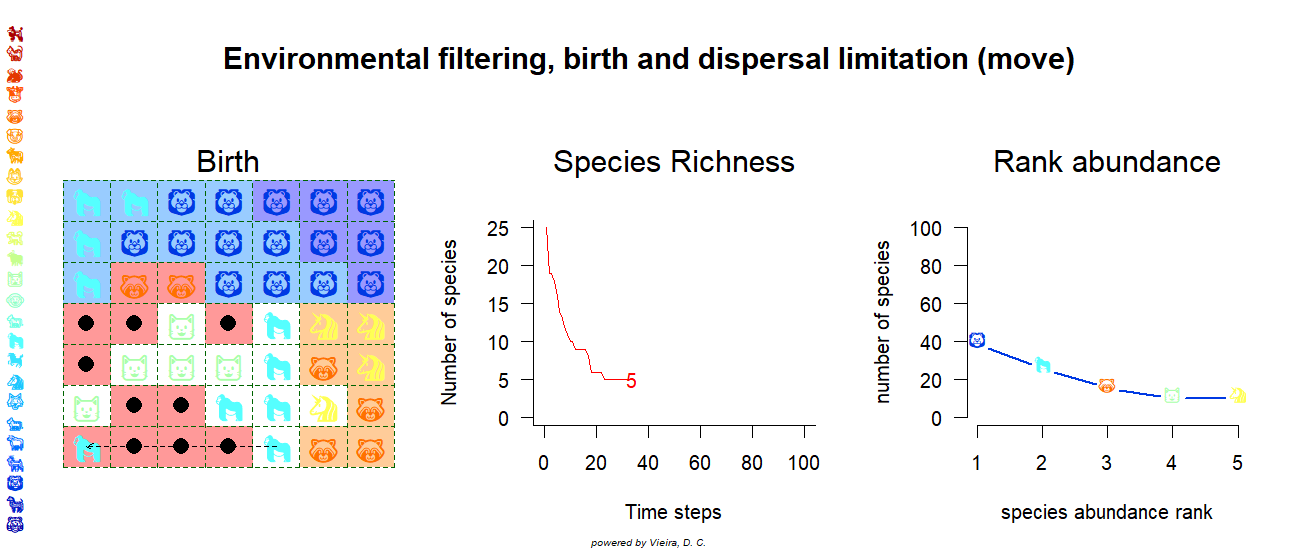 Environmental filtering, birth and dispersal limitation (move)
Birth
Species Richness
Rank abundance
Number of species
25
20
15
10
5
0
5
0 20 40 60 80 100
Time steps
number of species
100
80
60
40
20
0
1 2 3 4 5
species abundance rank
powered by Vieira, D. C.